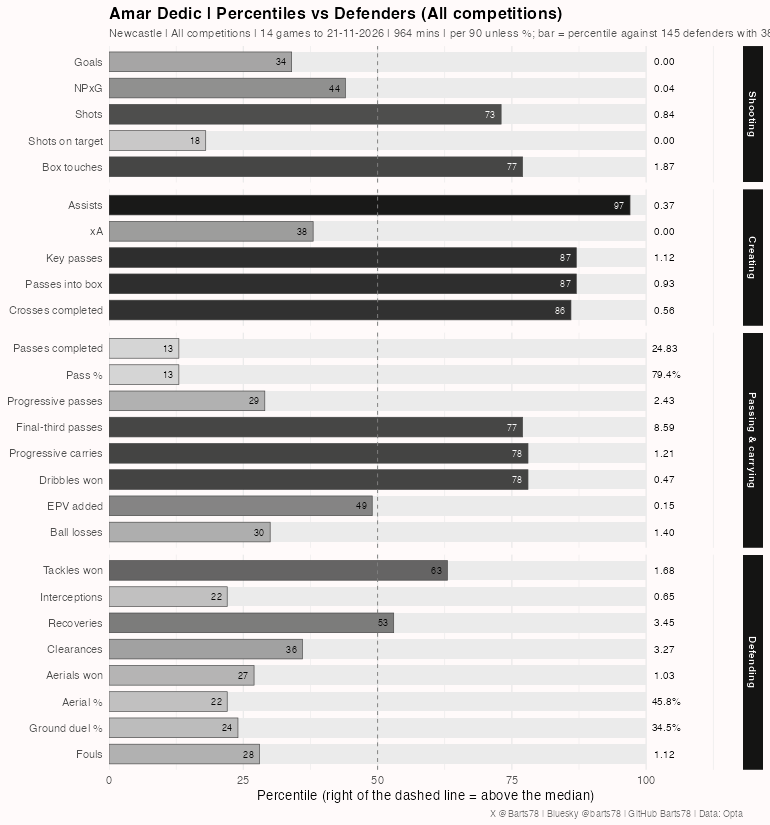 Amar Dedic | Percentiles vs Defenders (All competitions)
Newcastle | All competitions | 14 games to 21-11-2026 | 964 mins | per 90 unless %; bar = percentile against 145 defenders with 38
Goals 34 0.00
NPxG 44 0.04
Shots 73 0.84
Shots on target 18 0.00
Box touches 77 1.87
Shooting
Assists 97 0.37
xA 38 0.00
Key passes 87 1.12
Passes into box 87 0.93
Crosses completed 86 0.56
Creating
Passes completed 13 24.83
Pass % 13 79.4%
Progressive passes 29 2.43
Final-third passes 77 8.59
Progressive carries 78 1.21
Dribbles won 78 0.47
EPV added 49 0.15
Ball losses 30 1.40
Passing & carrying
Tackles won 63 1.68
Interceptions 22 0.65
Recoveries 53 3.45
Clearances 36 3.27
Aerials won 27 1.03
Aerial % 22 45.8%
Ground duel % 24 34.5%
Fouls 28 1.12
Defending
0 25 50 75 100
Percentile (right of the dashed line = above the median)
X @Barts78 | Bluesky @barts78 | GitHub Barts78 | Data: Opta